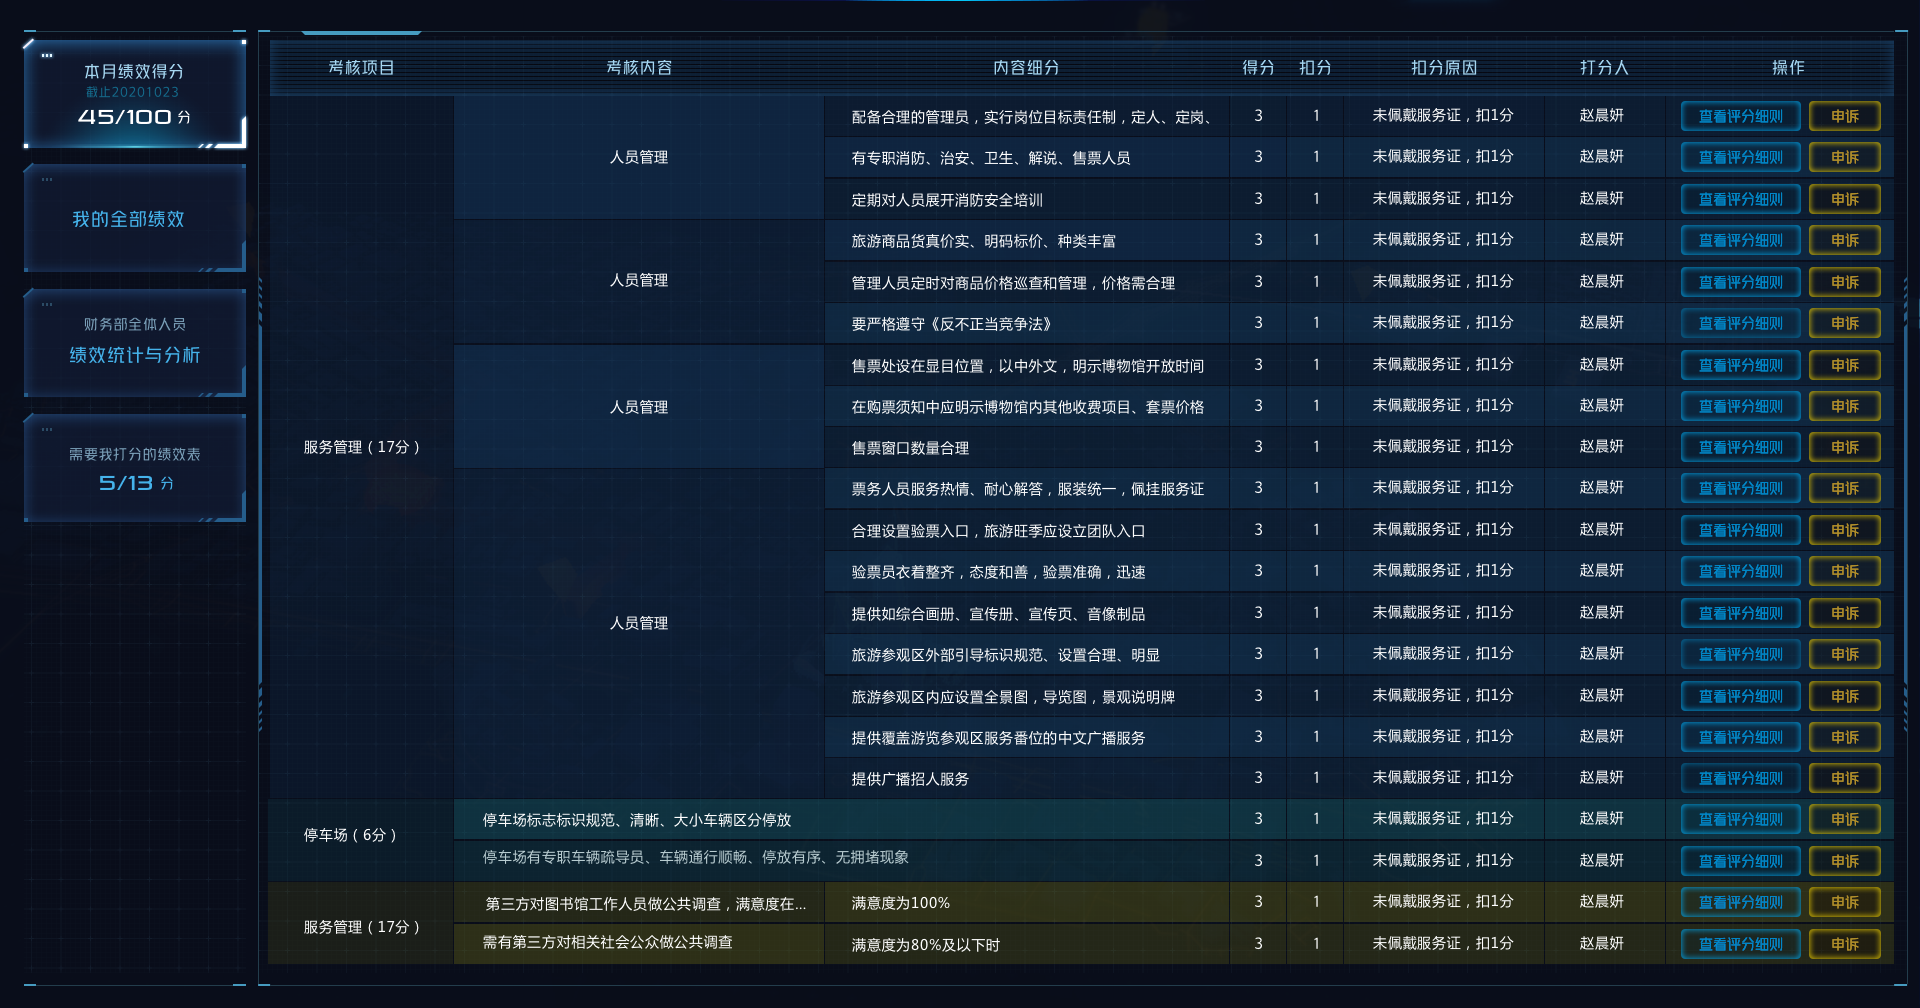 本月绩效得分
截止20201023
45/100 分
我的全部绩效
财务部全体人员
绩效统计与分析
需要我打分的绩效表
5/13 分
考核项目 考核内容 内容细分 得分 扣分 扣分原因 打分人 操作
服务管理（17分）
人员管理
配备合理的管理员，实行岗位目标责任制，定人、定岗、 3 1 未佩戴服务证，扣1分 赵晨妍 查看评分细则 申诉
有专职消防、治安、卫生、解说、售票人员 3 1 未佩戴服务证，扣1分 赵晨妍 查看评分细则 申诉
定期对人员展开消防安全培训 3 1 未佩戴服务证，扣1分 赵晨妍 查看评分细则 申诉
人员管理
旅游商品货真价实、明码标价、种类丰富 3 1 未佩戴服务证，扣1分 赵晨妍 查看评分细则 申诉
管理人员定时对商品价格巡查和管理，价格需合理 3 1 未佩戴服务证，扣1分 赵晨妍 查看评分细则 申诉
要严格遵守《反不正当竞争法》 3 1 未佩戴服务证，扣1分 赵晨妍 查看评分细则 申诉
人员管理
售票处设在显目位置，以中外文，明示博物馆开放时间 3 1 未佩戴服务证，扣1分 赵晨妍 查看评分细则 申诉
在购票须知中应明示博物馆内其他收费项目、套票价格 3 1 未佩戴服务证，扣1分 赵晨妍 查看评分细则 申诉
售票窗口数量合理 3 1 未佩戴服务证，扣1分 赵晨妍 查看评分细则 申诉
人员管理
票务人员服务热情、耐心解答，服装统一，佩挂服务证 3 1 未佩戴服务证，扣1分 赵晨妍 查看评分细则 申诉
合理设置验票入口，旅游旺季应设立团队入口 3 1 未佩戴服务证，扣1分 赵晨妍 查看评分细则 申诉
验票员衣着整齐，态度和善，验票准确，迅速 3 1 未佩戴服务证，扣1分 赵晨妍 查看评分细则 申诉
提供如综合画册、宣传册、宣传页、音像制品 3 1 未佩戴服务证，扣1分 赵晨妍 查看评分细则 申诉
旅游参观区外部引导标识规范、设置合理、明显 3 1 未佩戴服务证，扣1分 赵晨妍 查看评分细则 申诉
旅游参观区内应设置全景图，导览图，景观说明牌 3 1 未佩戴服务证，扣1分 赵晨妍 查看评分细则 申诉
提供覆盖游览参观区服务番位的中文广播服务 3 1 未佩戴服务证，扣1分 赵晨妍 查看评分细则 申诉
提供广播招人服务 3 1 未佩戴服务证，扣1分 赵晨妍 查看评分细则 申诉
停车场（6分）
停车场标志标识规范、清晰、大小车辆区分停放 3 1 未佩戴服务证，扣1分 赵晨妍 查看评分细则 申诉
停车场有专职车辆疏导员、车辆通行顺畅、停放有序、无拥堵现象 3 1 未佩戴服务证，扣1分 赵晨妍 查看评分细则 申诉
服务管理（17分）
第三方对图书馆工作人员做公共调查，满意度在... 满意度为100% 3 1 未佩戴服务证，扣1分 赵晨妍 查看评分细则 申诉
需有第三方对相关社会公众做公共调查 满意度为80%及以下时 3 1 未佩戴服务证，扣1分 赵晨妍 查看评分细则 申诉